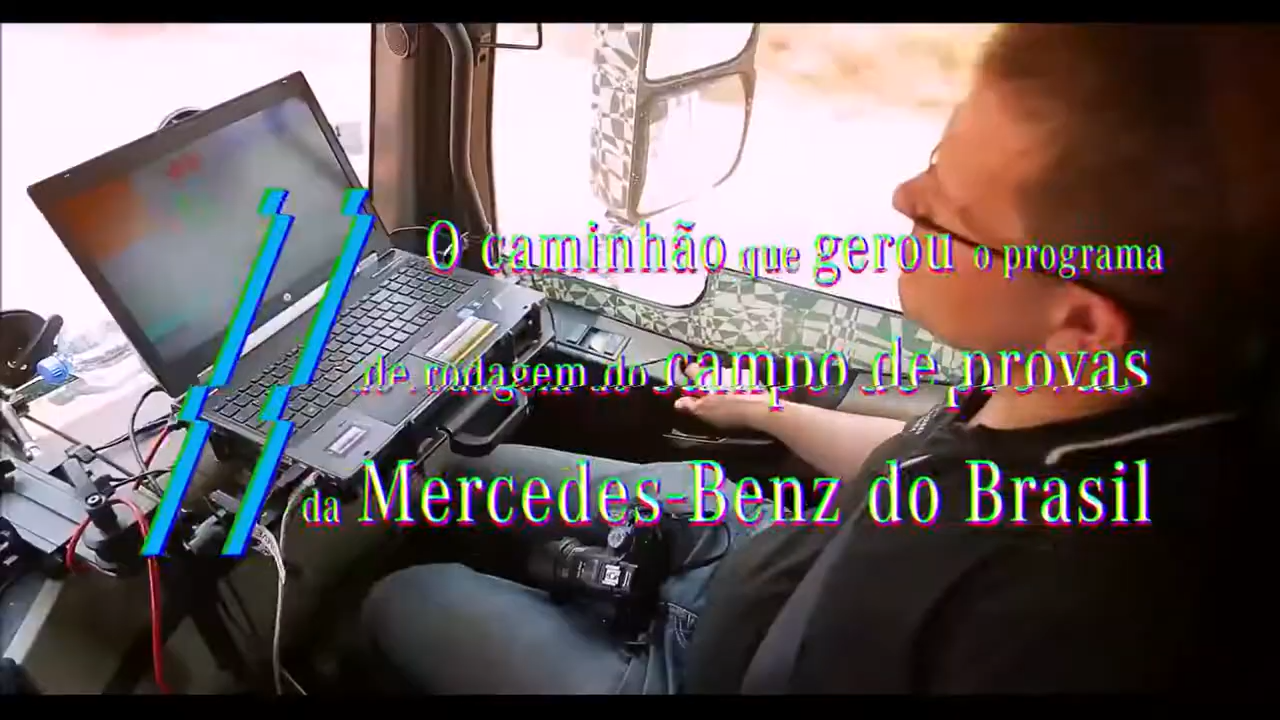 O caminhão que gerou o programa
de rodagem do campo de provas
da Mercedes-Benz do Brasil